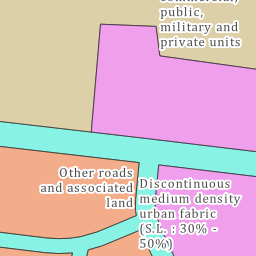 commercial,
public,
military and
private units
Other roads
and associated
land
Discontinuous
medium density
urban fabric
(S.L. : 30% -
50%)